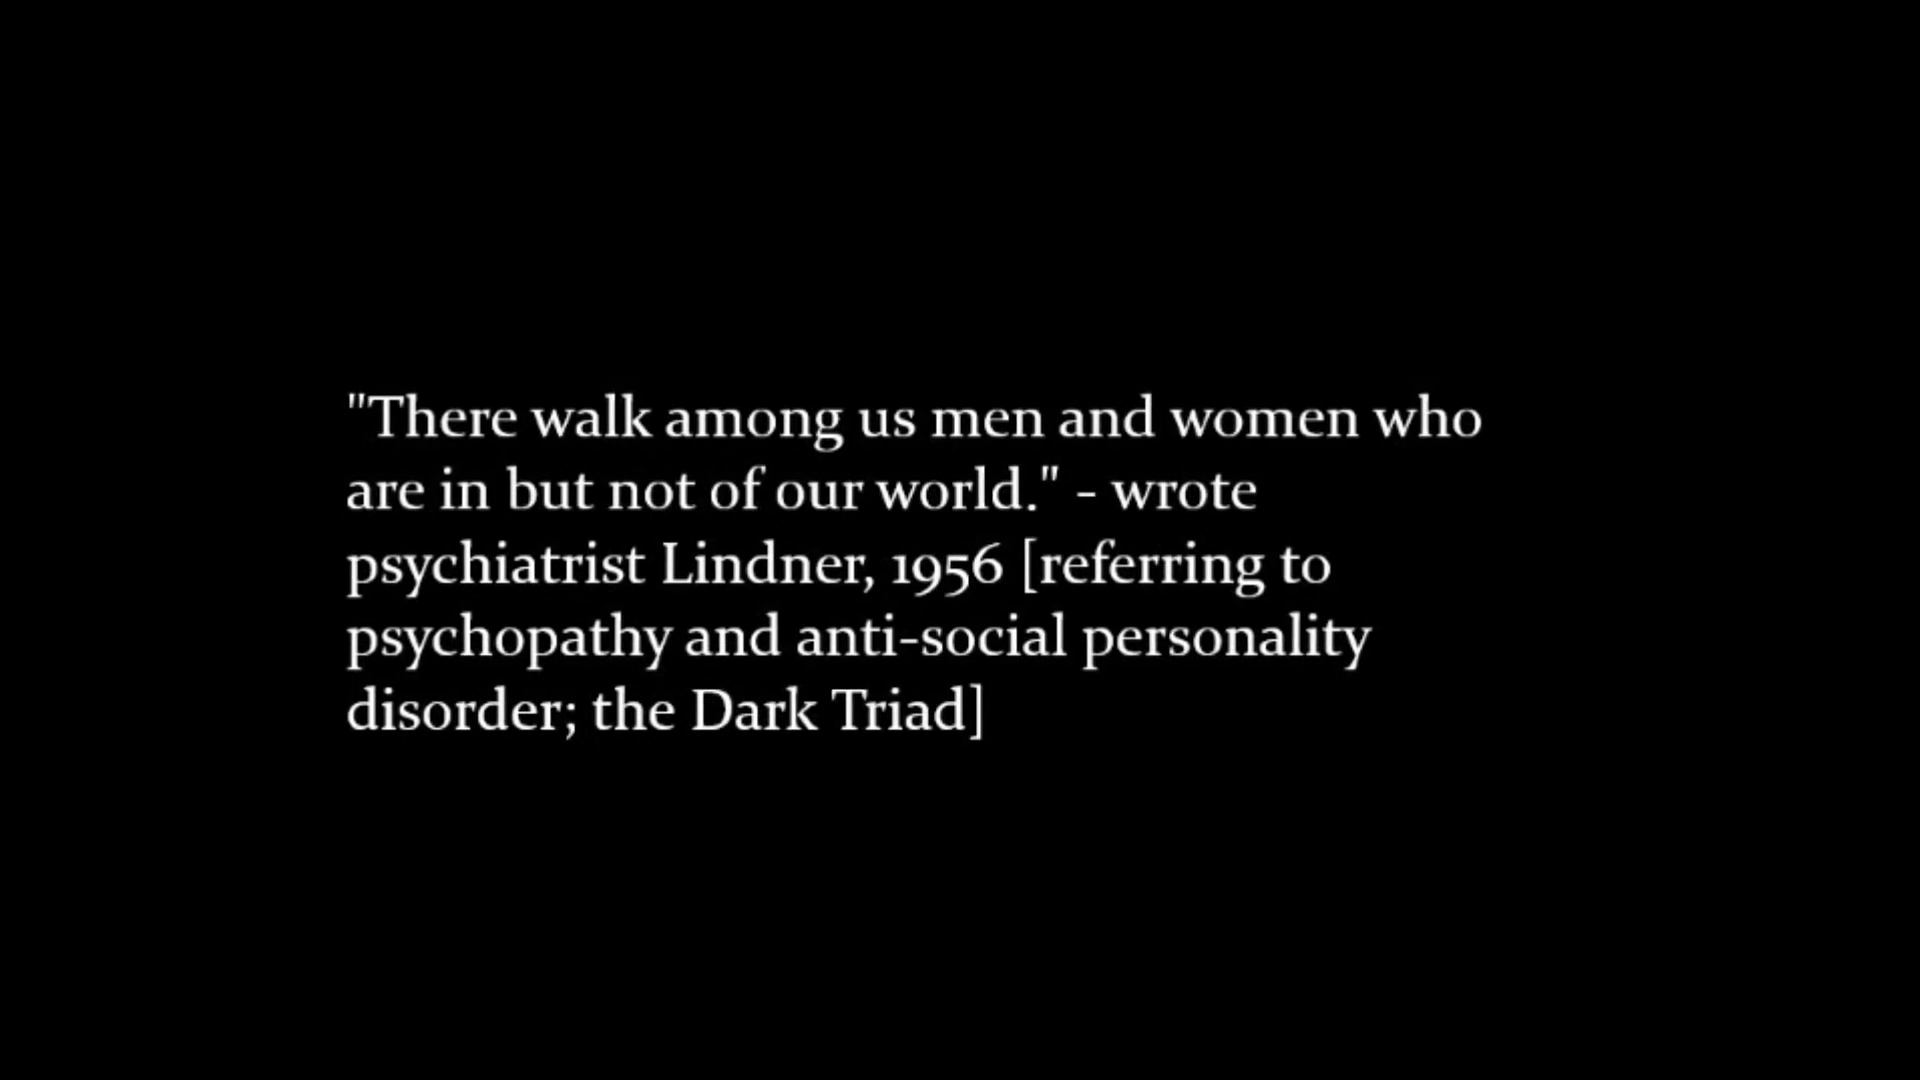 "There walk among us men and women who
are in but not of our world." - wrote
psychiatrist Lindner, 1956 [referring to
psychopathy and anti-social personality
disorder; the Dark Triad]